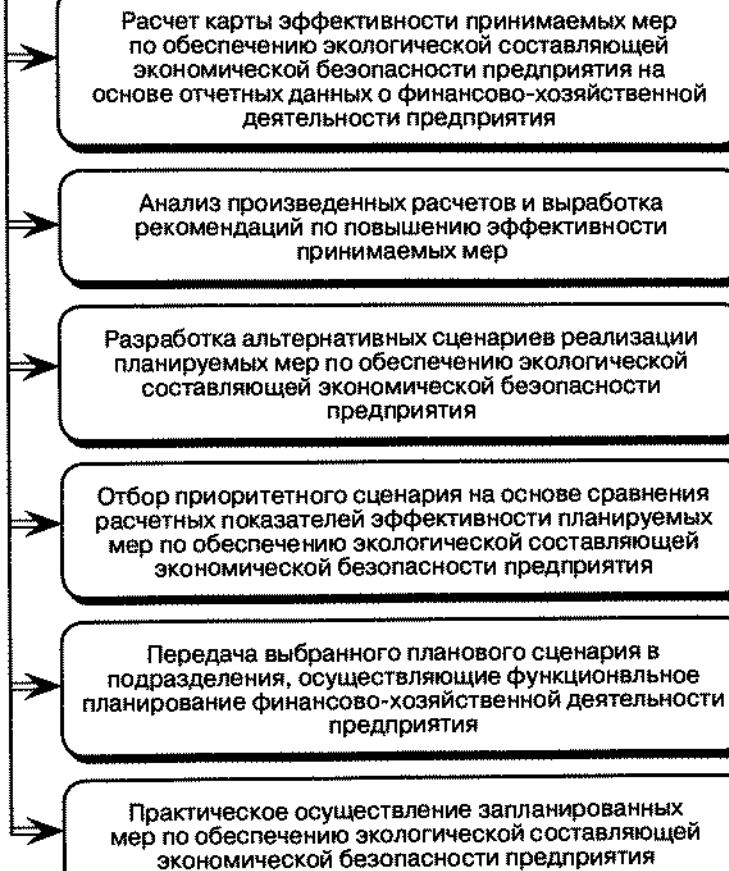 Расчет карты эффективности принимаемых мер
по обеспечению экологической составляющей
экономической безопасности предприятия на
основе отчетных данных о финансово-хозяйственной
деятельности предприятия
Анализ произведенных расчетов и выработка
рекомендаций по повышению эффективности
принимаемых мер
Разработка альтернативных сценариев реализации
планируемых мер по обеспечению экологической
составляющей экономической безопасности
предприятия
Отбор приоритетного сценария на основе сравнения
расчетных показателей эффективности планируемых
мер по обеспечению экологической составляющей
экономической безопасности предприятия
Передача выбранного планового сценария в
подразделения, осуществляющие функционвльное
планирование финансово-хозяйственной деятельности
предприятия
Практическое осуществление запланированных
мер по обеспечению экологической составляющей
экономической безопасности предприятия